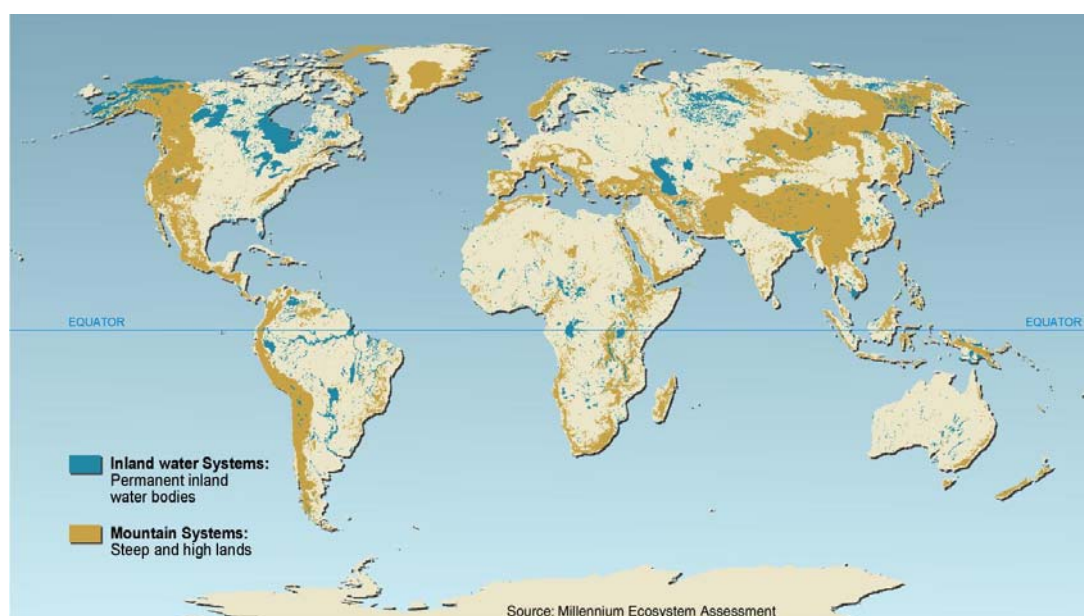 EQUATOR
EQUATOR
Inland water Systems:
Permanent inland
water bodies
Mountain Systems:
Steep and high lands
Source: Millennium Ecosystem Assessment